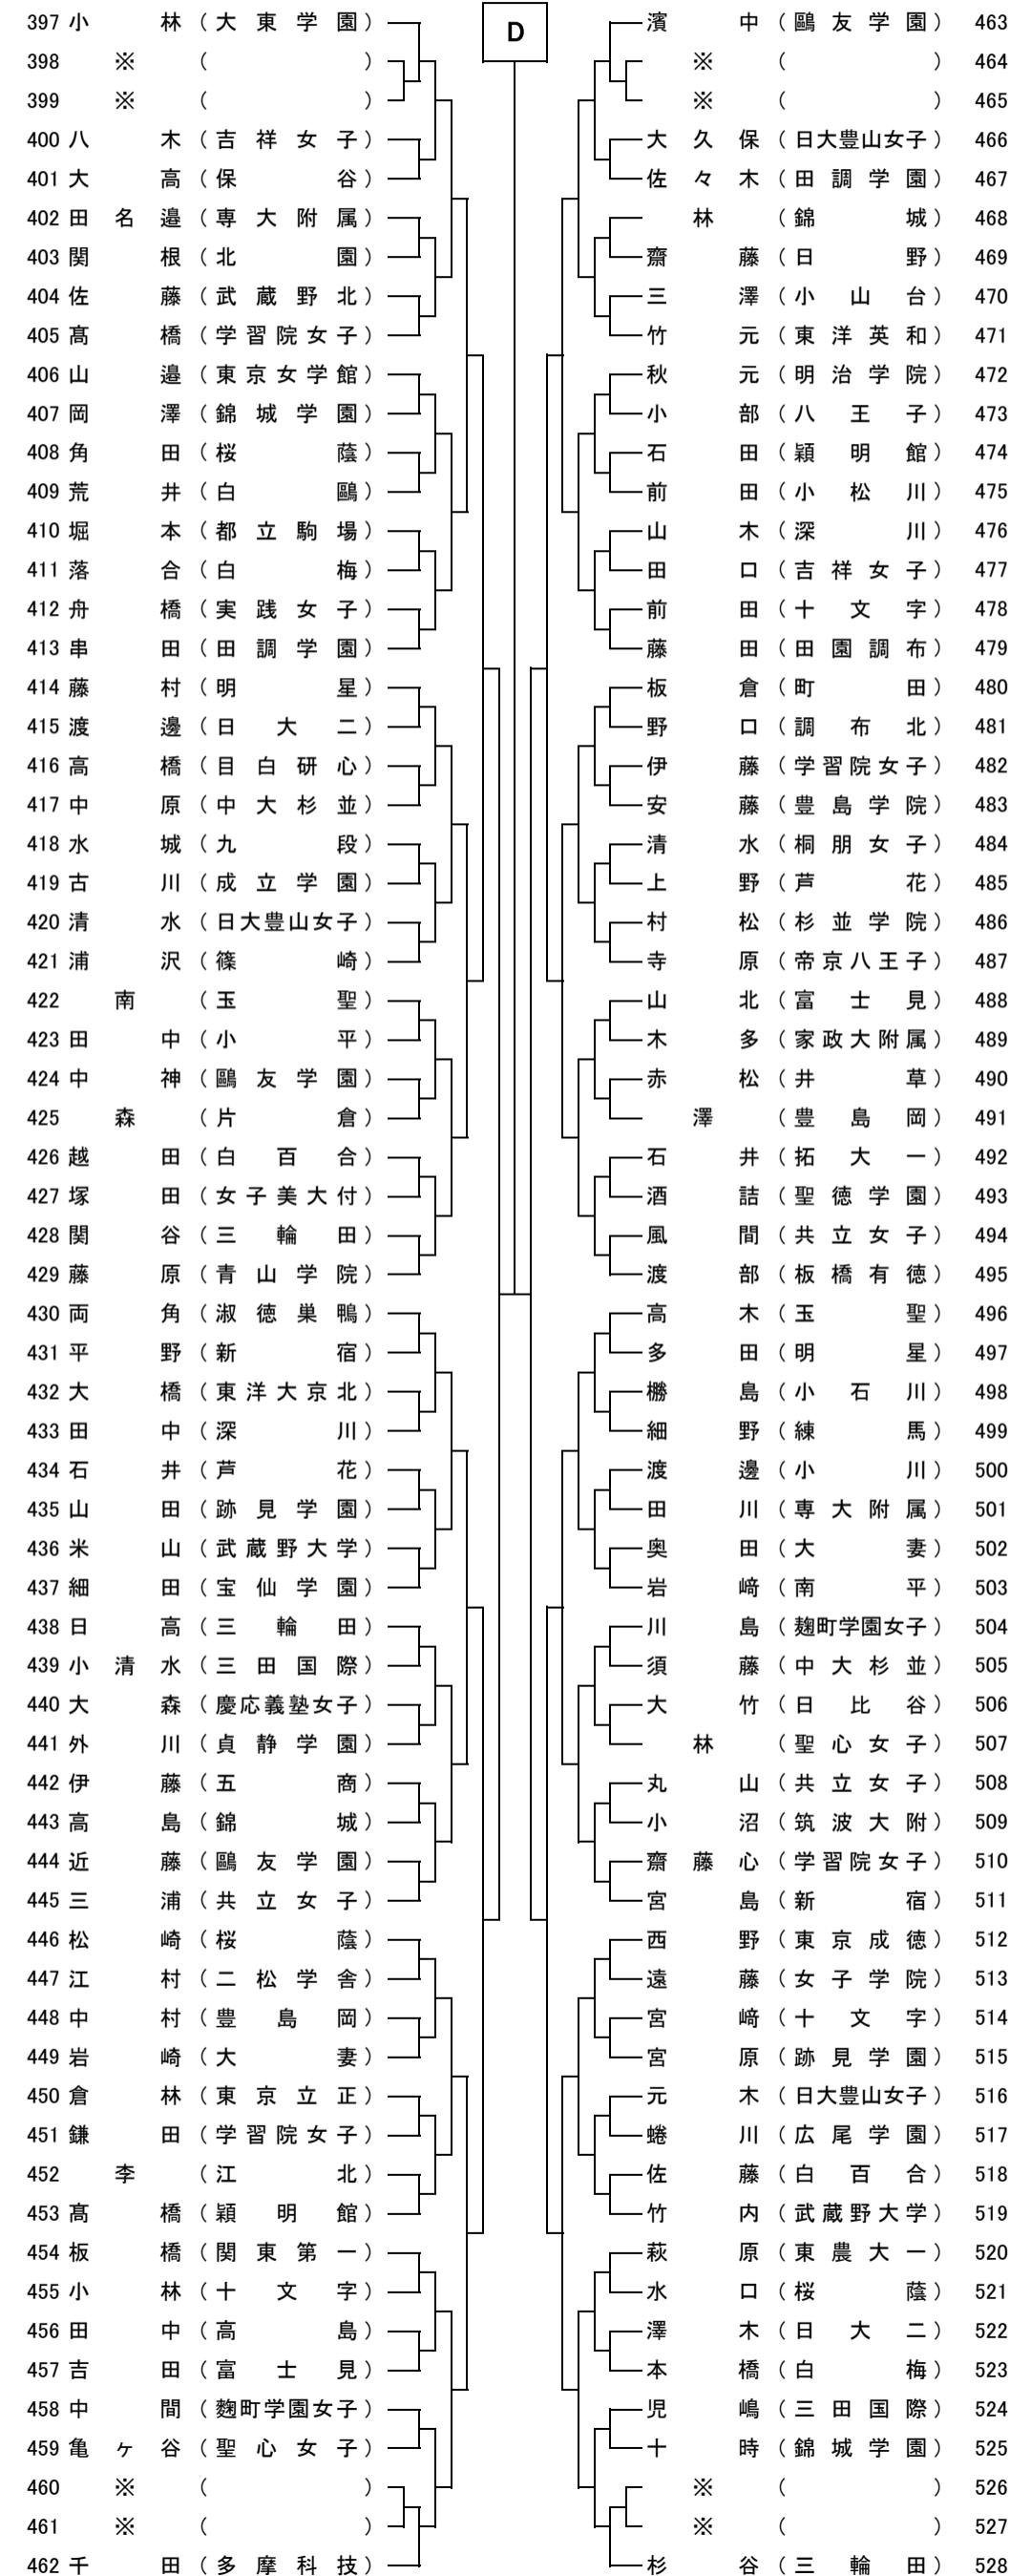 D
397 小林(大東学園)
398 ※( )
399 ※( )
400 八木(吉祥女子)
401 大高(保谷)
402 田名邉(専大附属)
403 関根(北園)
404 佐藤(武蔵野北)
405 髙橋(学習院女子)
406 山邉(東京女学館)
407 岡澤(錦城学園)
408 角田(桜蔭)
409 荒井(白鷗)
410 堀本(都立駒場)
411 落合(白梅)
412 舟橋(実践女子)
413 串田(田調学園)
414 藤村(明星)
415 渡邊(日大二)
416 高橋(目白研心)
417 中原(中大杉並)
418 水城(九段)
419 古川(成立学園)
420 清水(日大豊山女子)
421 浦沢(篠崎)
422 南(玉聖)
423 田中(小平)
424 中神(鷗友学園)
425 森(片倉)
426 越田(白百合)
427 塚田(女子美大付)
428 関谷(三輪田)
429 藤原(青山学院)
430 両角(淑徳巣鴨)
431 平野(新宿)
432 大橋(東洋大京北)
433 田中(深川)
434 石井(芦花)
435 山田(跡見学園)
436 米山(武蔵野大学)
437 細田(宝仙学園)
438 日高(三輪田)
439 小清水(三田国際)
440 大森(慶応義塾女子)
441 外川(貞静学園)
442 伊藤(五商)
443 高島(錦城)
444 近藤(鷗友学園)
445 三浦(共立女子)
446 松崎(桜蔭)
447 江村(二松学舎)
448 中村(豊島岡)
449 岩崎(大妻)
450 倉林(東京立正)
451 鎌田(学習院女子)
452 李(江北)
453 髙橋(穎明館)
454 板橋(関東第一)
455 小林(十文字)
456 田中(高島)
457 吉田(富士見)
458 中間(麴町学園女子)
459 亀ヶ谷(聖心女子)
460 ※( )
461 ※( )
462 千田(多摩科技)
濱中(鷗友学園) 463
※( ) 464
※( ) 465
大久保(日大豊山女子) 466
佐々木(田調学園) 467
林(錦城) 468
齋藤(日野) 469
三澤(小山台) 470
竹元(東洋英和) 471
秋元(明治学院) 472
小部(八王子) 473
石田(穎明館) 474
前田(小松川) 475
山木(深川) 476
田口(吉祥女子) 477
前田(十文字) 478
藤田(田園調布) 479
板倉(町田) 480
野口(調布北) 481
伊藤(学習院女子) 482
安藤(豊島学院) 483
清水(桐朋女子) 484
上野(芦花) 485
村松(杉並学院) 486
寺原(帝京八王子) 487
山北(富士見) 488
木多(家政大附属) 489
赤松(井草) 490
澤(豊島岡) 491
石井(拓大一) 492
酒詰(聖徳学園) 493
風間(共立女子) 494
渡部(板橋有徳) 495
高木(玉聖) 496
多田(明星) 497
橳島(小石川) 498
細野(練馬) 499
渡邊(小川) 500
田川(専大附属) 501
奥田(大妻) 502
岩﨑(南平) 503
川島(麹町学園女子) 504
須藤(中大杉並) 505
大竹(日比谷) 506
林(聖心女子) 507
丸山(共立女子) 508
小沼(筑波大附) 509
齋藤心(学習院女子) 510
宮島(新宿) 511
西野(東京成徳) 512
遠藤(女子学院) 513
宮﨑(十文字) 514
宮原(跡見学園) 515
元木(日大豊山女子) 516
蜷川(広尾学園) 517
佐藤(白百合) 518
竹内(武蔵野大学) 519
萩原(東農大一) 520
水口(桜蔭) 521
澤木(日大二) 522
本橋(白梅) 523
児嶋(三田国際) 524
十時(錦城学園) 525
※( ) 526
※( ) 527
杉谷(三輪田) 528